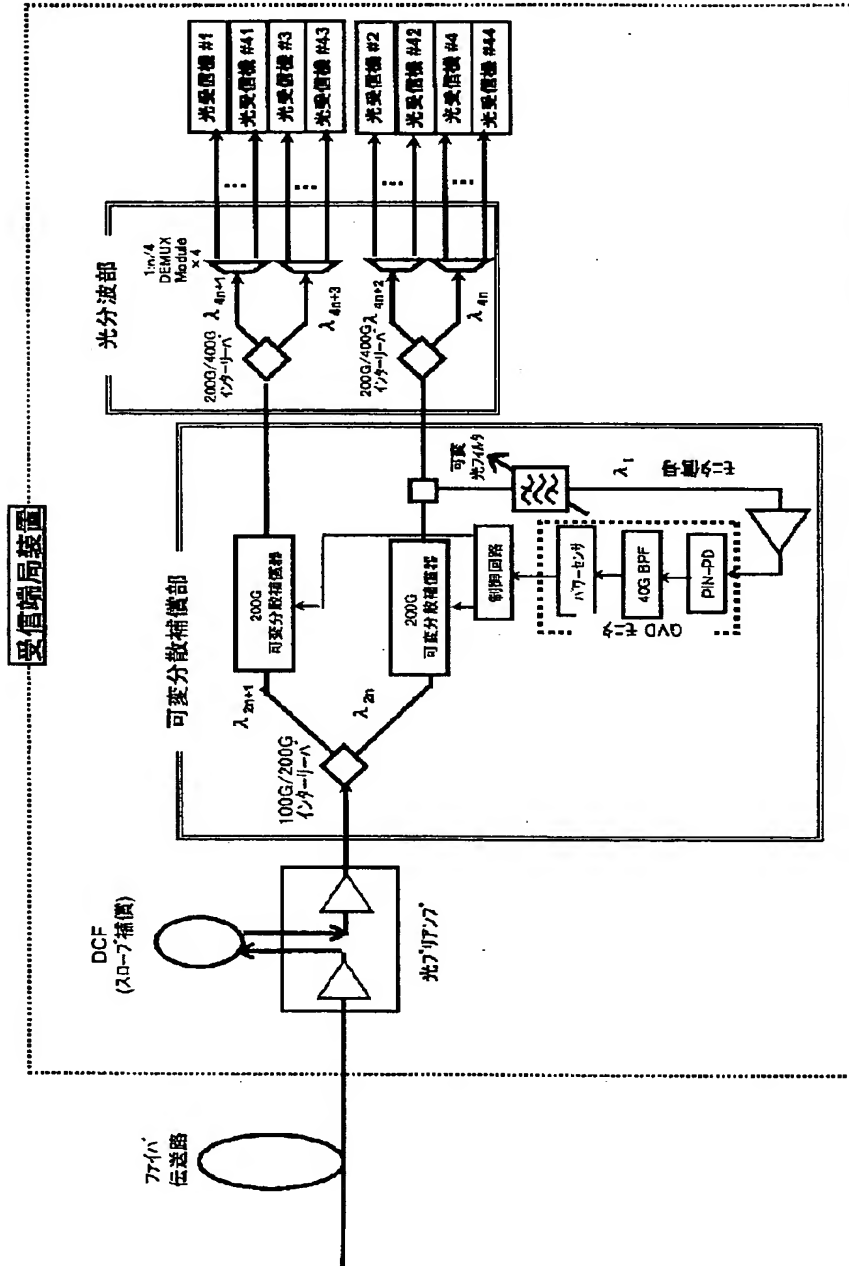 受信端局装置
ファイバ
伝送路
DCF
(スロープ補償)
光プリアンプ
可変分散補償部
100G/200G
インターリーバ
λ2n+1
λ2n
200G
可変分散補償器
200G
可変分散補償器
制御回路
パワーセンサ
40G BPF
PIN-PD
GVD モニタ
可変
光フィルタ
λ1
モニタ
光分波部
200G/400G
インターリーバ
200G/400G
インターリーバ
λ4n+1
λ4n+3
λ4n+2
λ4n
1:n/4
DEMUX
Module
×4
光受信機 #1
光受信機 #41
光受信機 #3
光受信機 #43
光受信機 #2
光受信機 #42
光受信機 #4
光受信機 #44